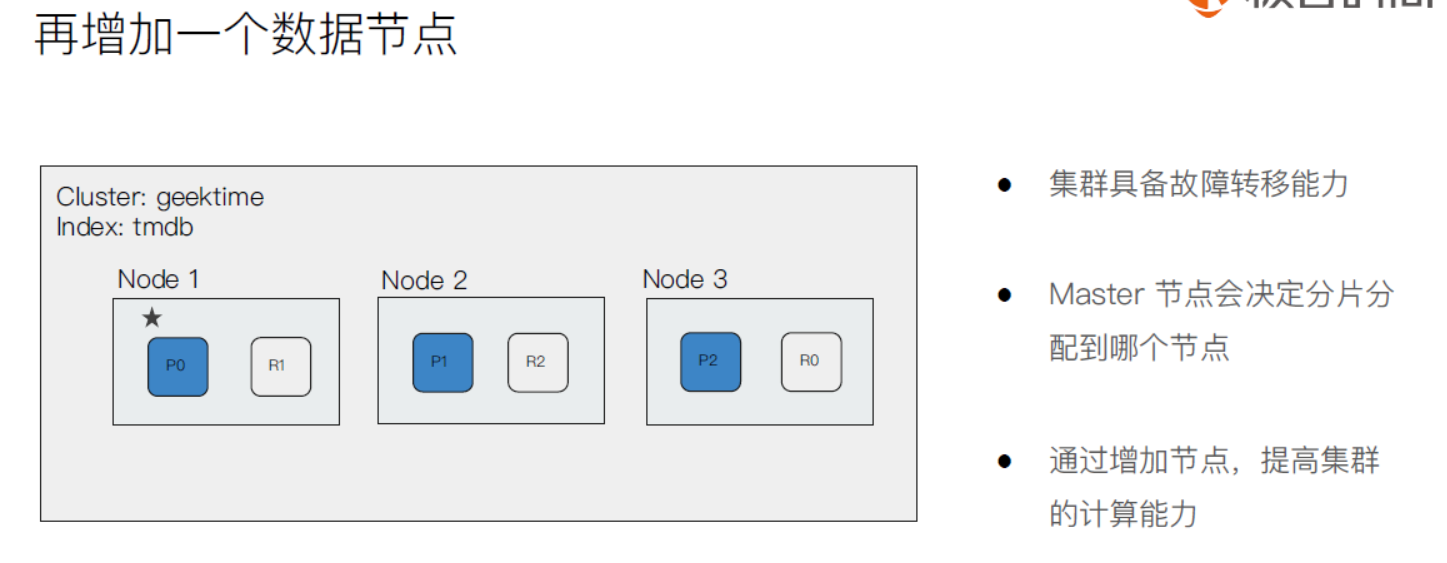 再增加一个数据节点
Cluster: geektime
Index: tmdb
Node 1
Node 2
Node 3
P0
R1
P1
R2
P2
R0
● 集群具备故障转移能力
● Master 节点会决定分片分
配到哪个节点
● 通过增加节点，提高集群
的计算能力